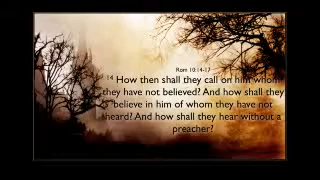 Rom 10:14-17
14 How then shall they call on him whom
they have not believed? And how shall they
believe in him of whom they have not
heard? And how shall they hear without a
preacher?